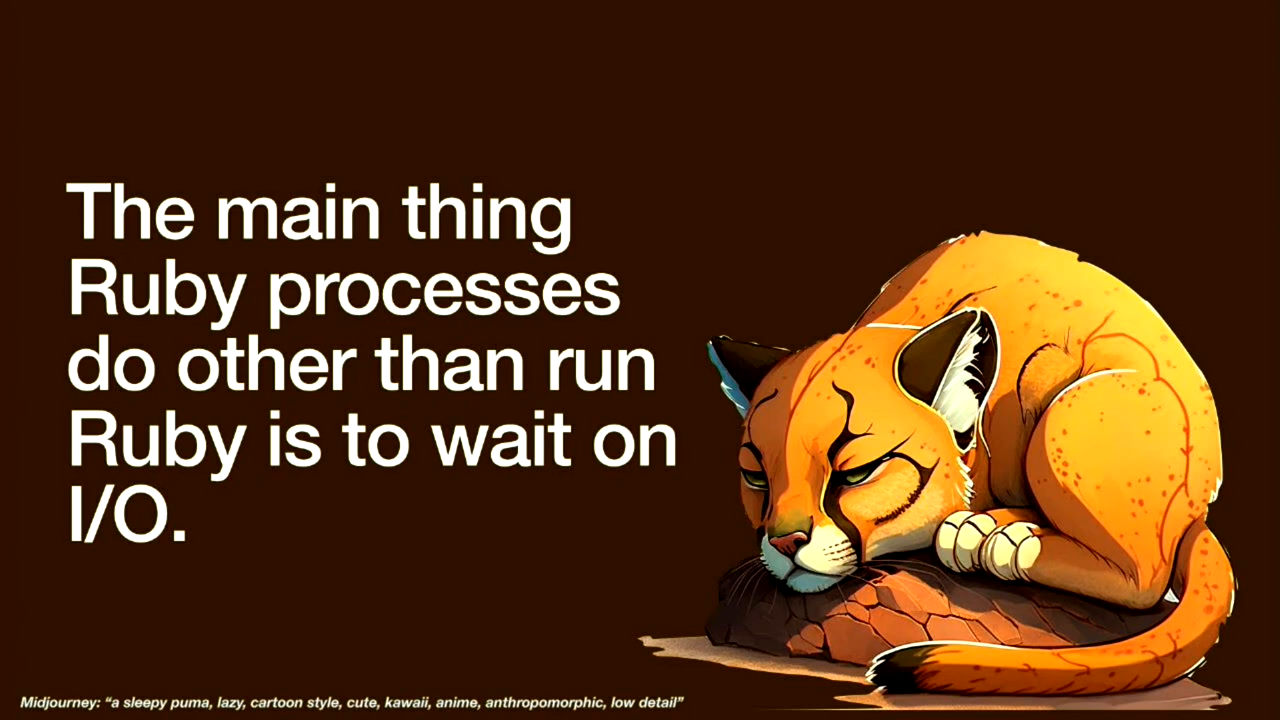 The main thing
Ruby processes
do other than run
Ruby is to wait on
I/O.
Midjourney: “a sleepy puma, lazy, cartoon style, cute, kawaii, anime, anthropomorphic, low detail”